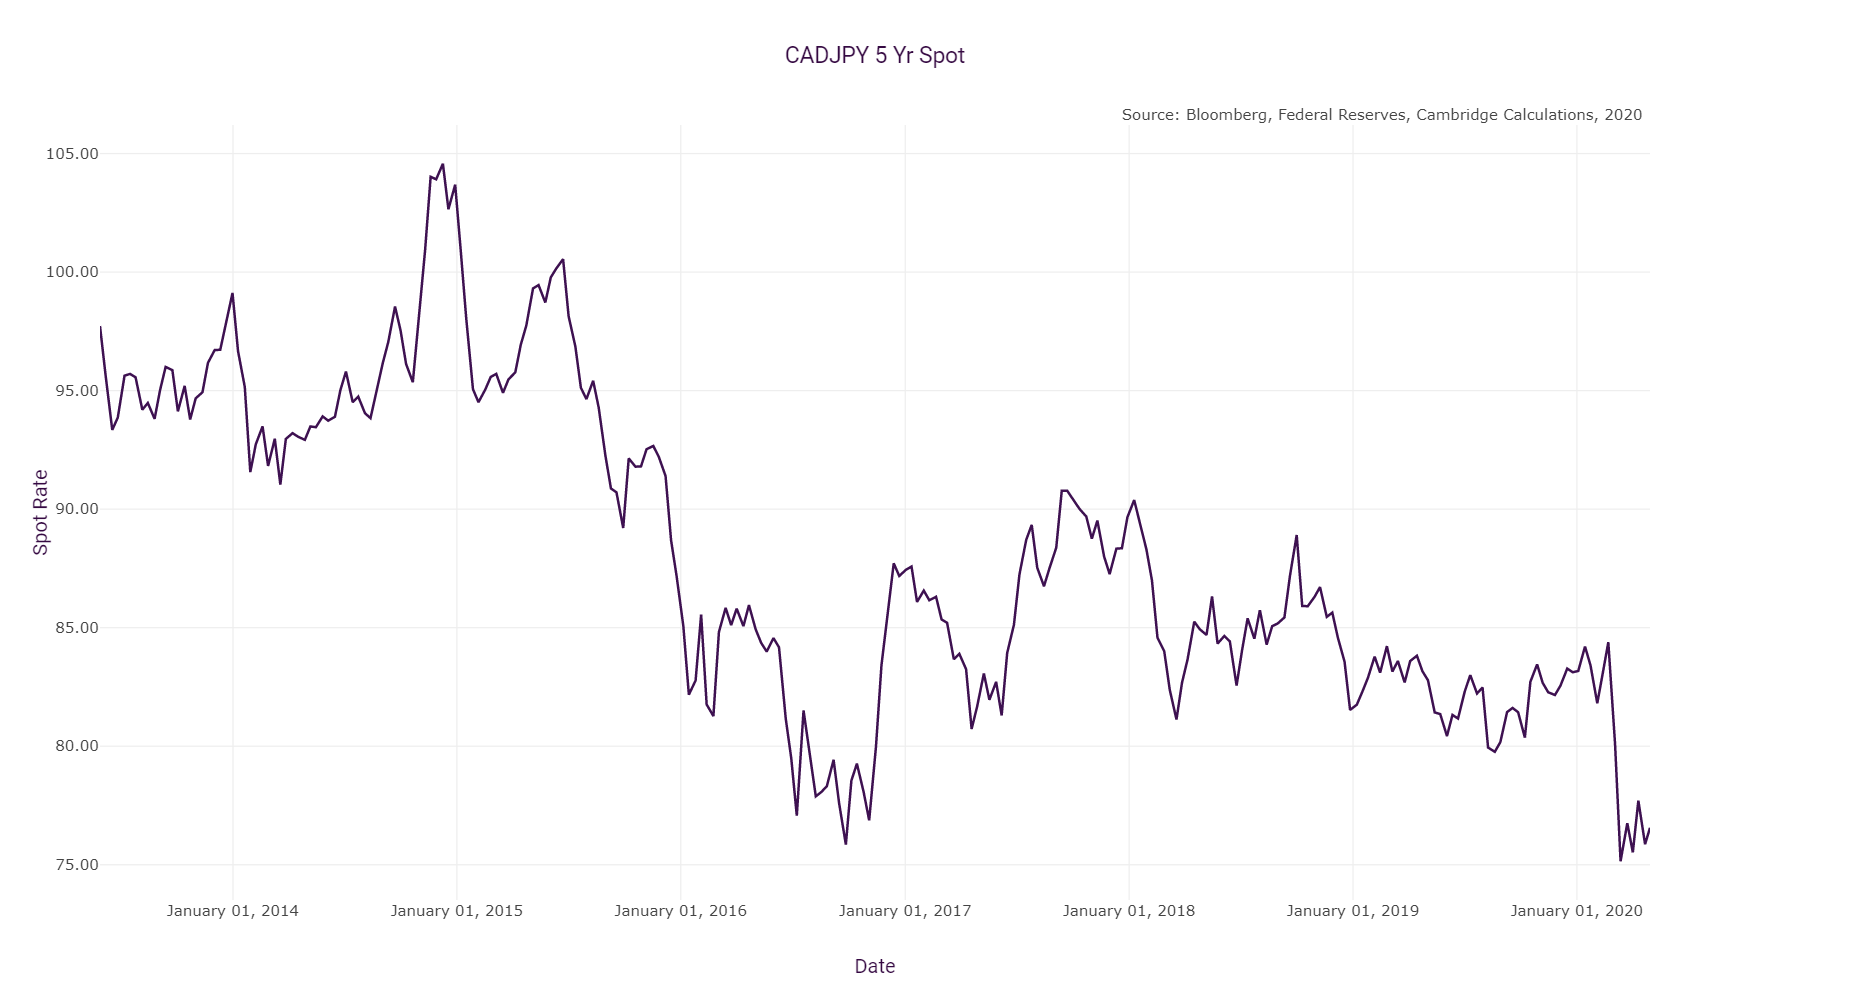 CADJPY 5 Yr Spot
Source: Bloomberg, Federal Reserves, Cambridge Calculations, 2020
105.00
100.00
95.00
90.00
85.00
80.00
75.00
Spot Rate
January 01, 2014
January 01, 2015
January 01, 2016
January 01, 2017
January 01, 2018
January 01, 2019
January 01, 2020
Date